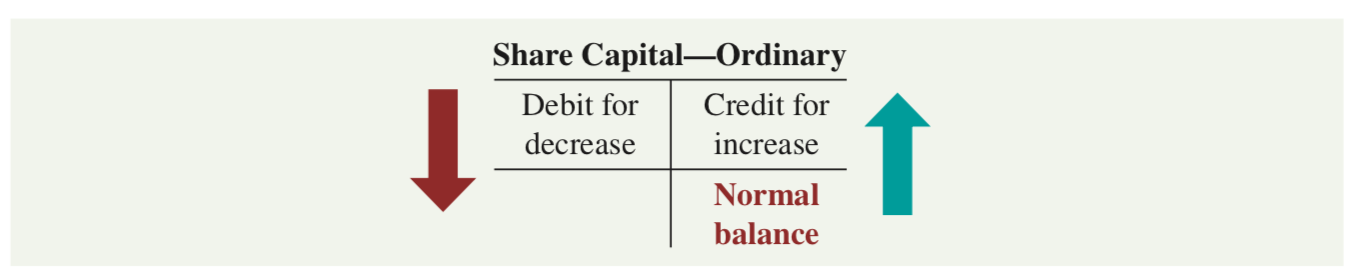 Share Capital—Ordinary
Debit for
decrease
Credit for
increase
Normal
balance